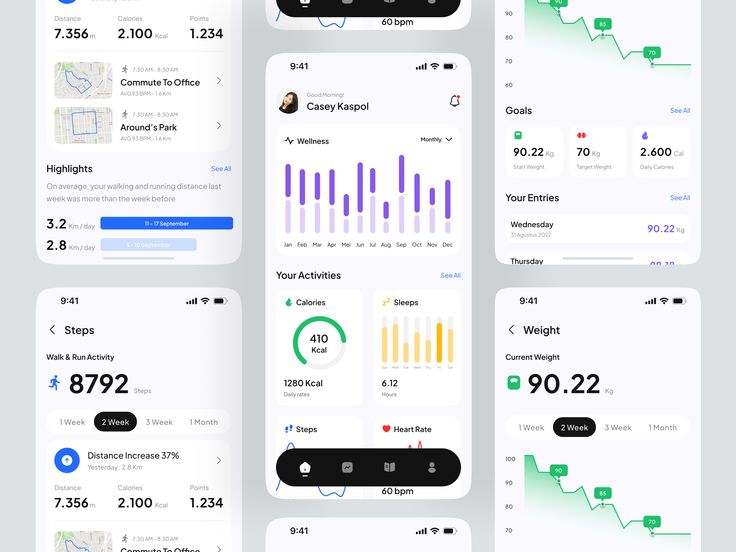 Distance Calories Points
7.356 m 2.100 Kcal 1.234
7:30 AM - 8:30 AM
Commute To Office
AVG 93 BPM - 1.6 Km
7:30 AM - 8:30 AM
Around's Park
AVG 93 BPM - 1.6 Km
Highlights See All
On average, your walking and running distance last
week was more than the week before
3.2 Km / day 11 - 17 September
2.8 Km / day 5 - 10 September
9:41
Steps
Walk & Run Activity
8792 Steps
1 Week 2 Week 3 Week 1 Month
Distance Increase 37%
Yesterday : 2.8 Km
Distance Calories Points
7.356 m 2.100 Kcal 1.234
7:30 AM - 8:30 AM
Commute To Office
60 bpm
9:41
Good Morning!
Casey Kaspol
Wellness Monthly
Jan Feb Mar Apr Mei Jun Jul Aug Sep Oct Nov Dec
Your Activities See All
Calories
410
Kcal
1280 Kcal
Daily rates
Sleeps
6.12
Hours
Steps
Heart Rate
60 bpm
9:41
90
80
70
60
90
85
70
Goals See All
90.22 Kg
Start Weight
70 Kg
Target Weight
2.600 Cal
Daily Calories
Your Entries See All
Wednesday
31 Agustus 2022
90.22 Kg
Thursday
9:41
Weight
Current Weight
90.22 Kg
1 Week 2 Week 3 Week 1 Month
100
90
80
70
90
85
70